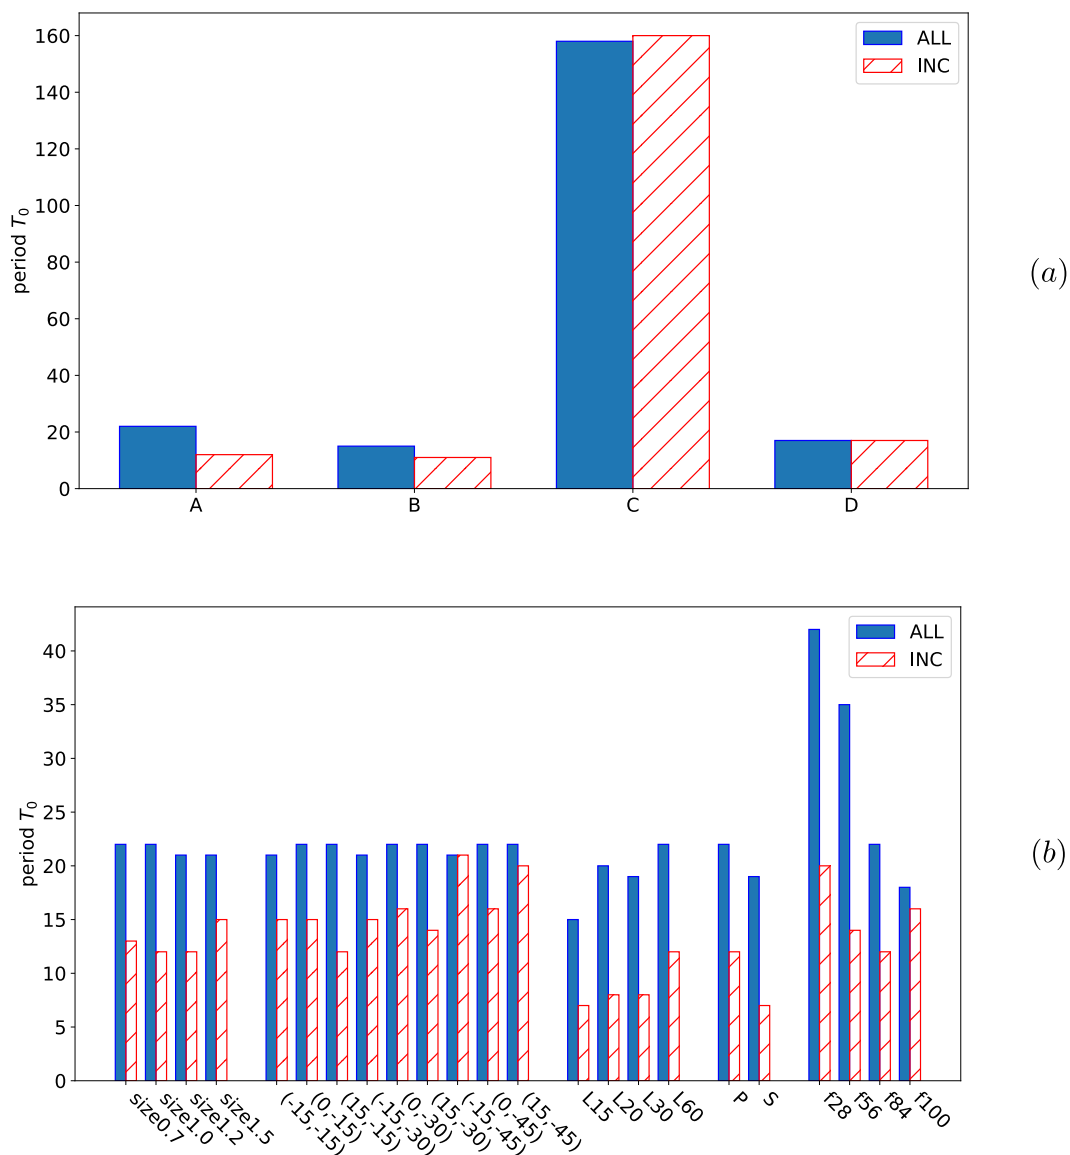 160
140
120
100
80
60
40
20
0
period T₀
ALL
INC
A B C D
(a)
40
35
30
25
20
15
10
5
0
period T₀
ALL
INC
size0.7 size1.0 size1.2 size1.5 (-15,-15) (0,-15) (15,-15) (-15,-30) (0,-30) (15,-30) (-15,-45) (0,-45) (15,-45) L15 L20 L30 L60 P S f28 f56 f84 f100
(b)